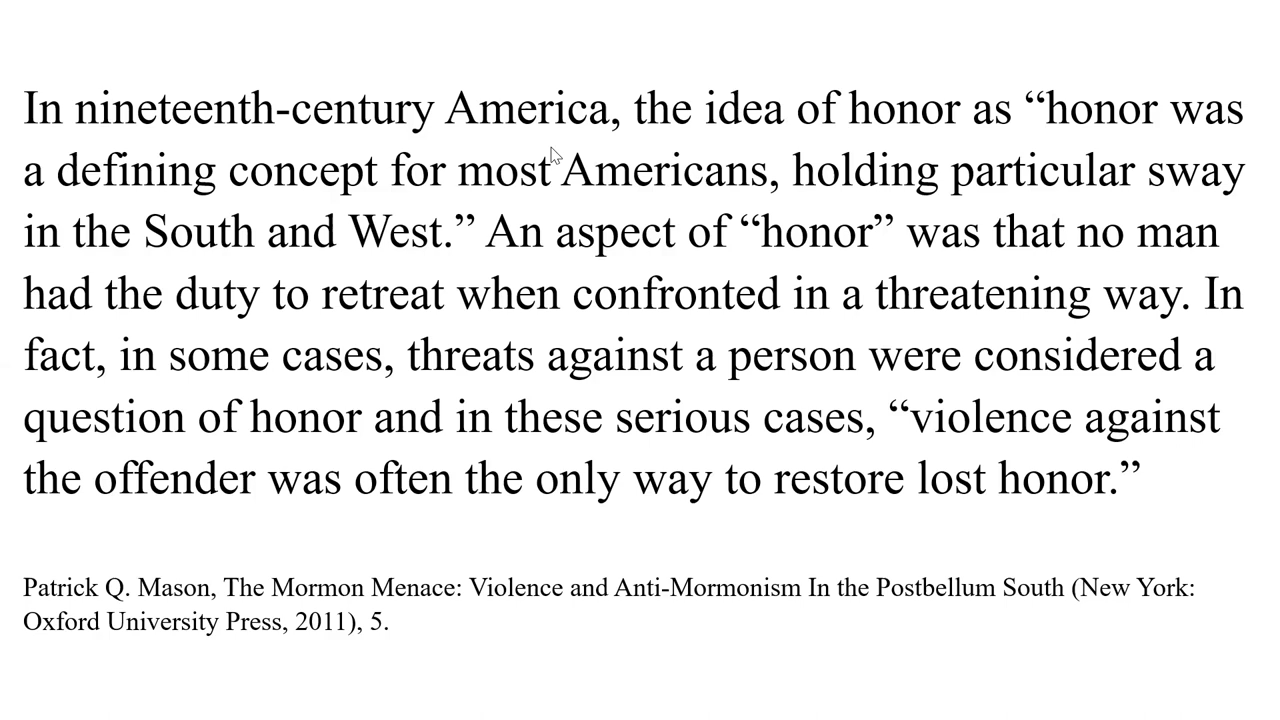 In nineteenth-century America, the idea of honor as “honor was
a defining concept for most Americans, holding particular sway
in the South and West.” An aspect of “honor” was that no man
had the duty to retreat when confronted in a threatening way. In
fact, in some cases, threats against a person were considered a
question of honor and in these serious cases, “violence against
the offender was often the only way to restore lost honor.”
Patrick Q. Mason, The Mormon Menace: Violence and Anti-Mormonism In the Postbellum South (New York:
Oxford University Press, 2011), 5.